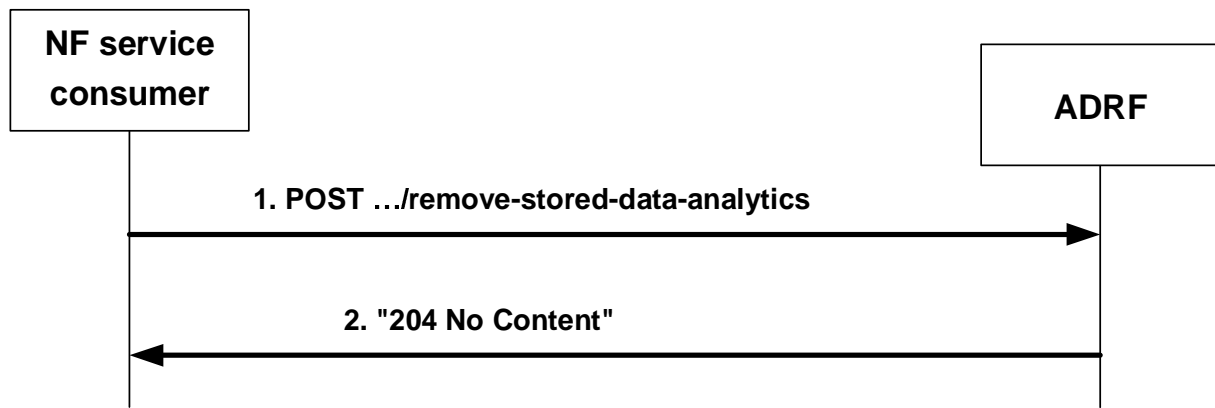 NF service
consumer
ADRF
1. POST …/remove-stored-data-analytics
2. "204 No Content"